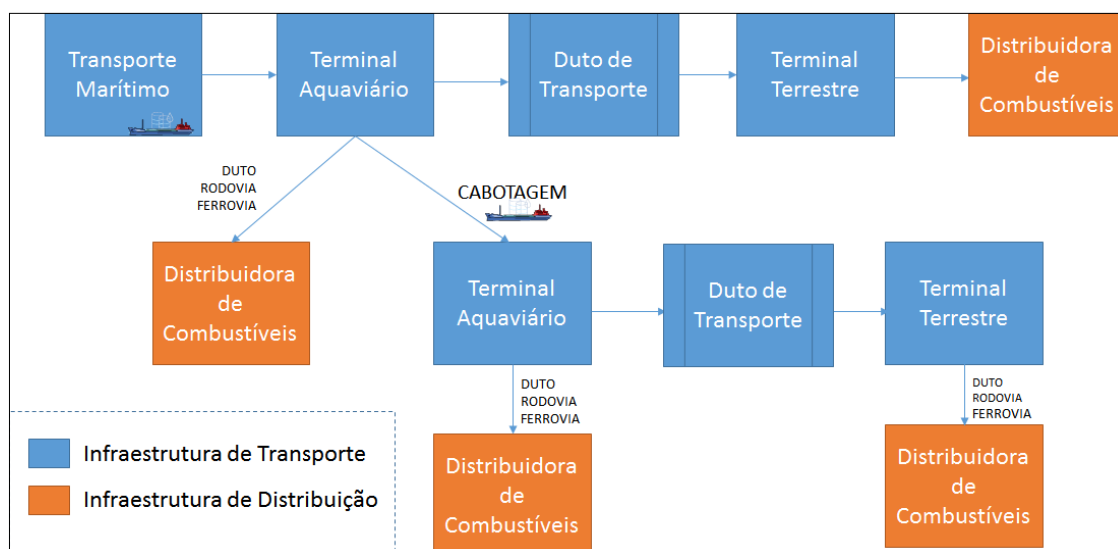 Transporte
Marítimo
Terminal
Aquaviário
Duto de
Transporte
Terminal
Terrestre
Distribuidora
de
Combustíveis
DUTO
RODOVIA
FERROVIA
CABOTAGEM
Distribuidora
de
Combustíveis
Terminal
Aquaviário
Duto de
Transporte
Terminal
Terrestre
DUTO
RODOVIA
FERROVIA
DUTO
RODOVIA
FERROVIA
Distribuidora
de
Combustíveis
Distribuidora
de
Combustíveis
Infraestrutura de Transporte
Infraestrutura de Distribuição